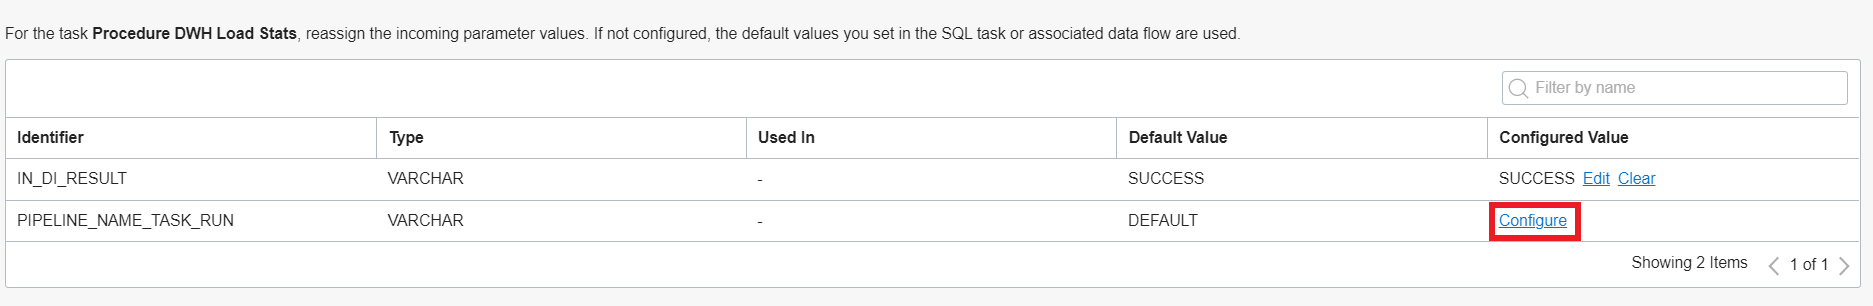 For the task Procedure DWH Load Stats, reassign the incoming parameter values. If not configured, the default values you set in the SQL task or associated data flow are used.
Filter by name
Identifier Type Used In Default Value Configured Value
IN_DI_RESULT VARCHAR - SUCCESS SUCCESS Edit Clear
PIPELINE_NAME_TASK_RUN VARCHAR - DEFAULT Configure
Showing 2 Items 1 of 1